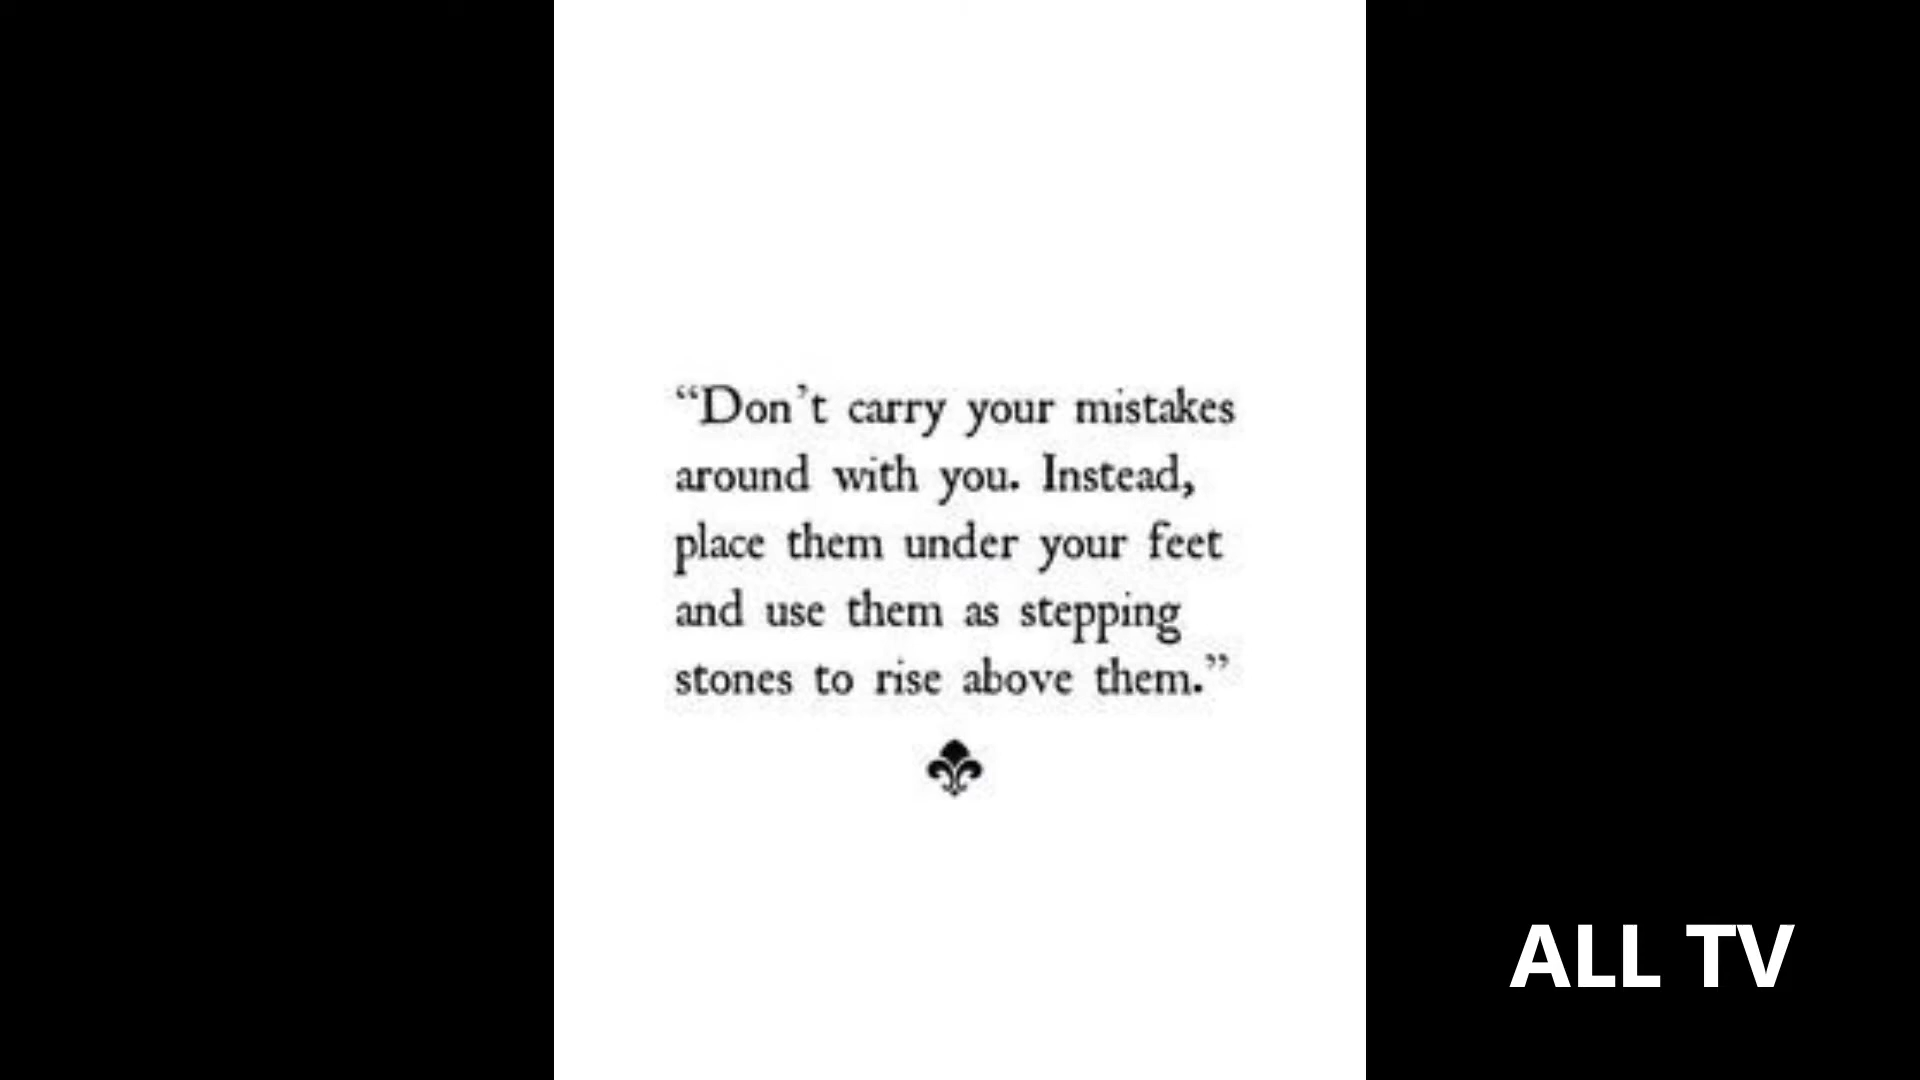 “Don’t carry your mistakes
around with you. Instead,
place them under your feet
and use them as stepping
stones to rise above them.”
ALL TV